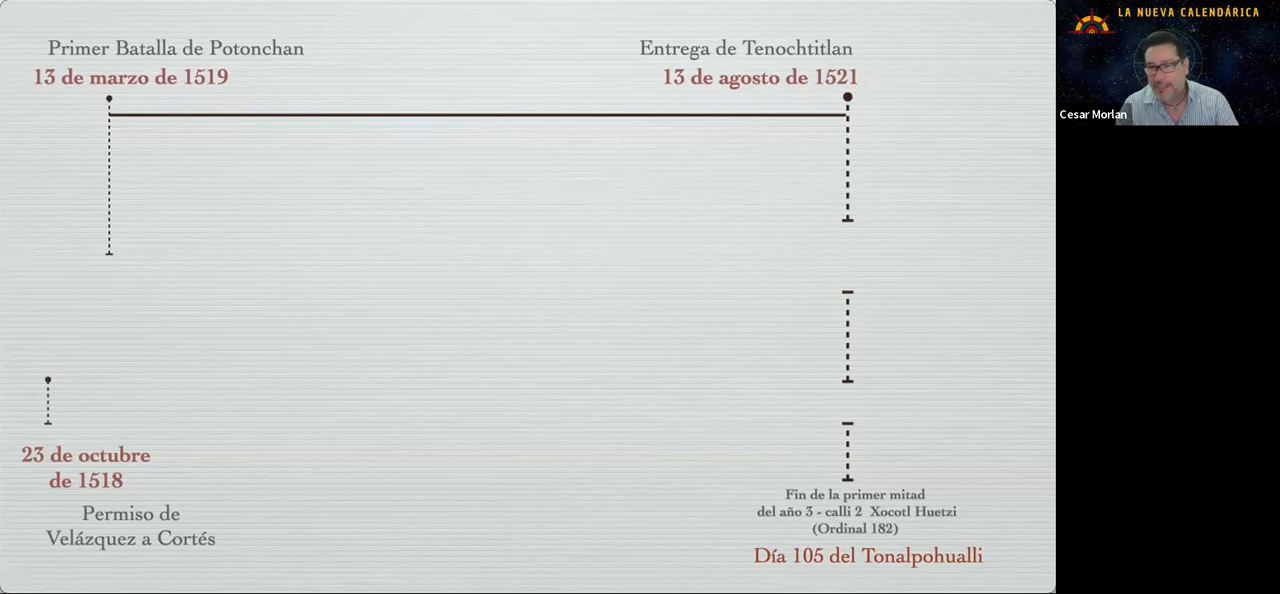 Primer Batalla de Potonchan
13 de marzo de 1519
Entrega de Tenochtitlan
13 de agosto de 1521
23 de octubre
de 1518
Permiso de
Velázquez a Cortés
Fin de la primer mitad
del año 3 - calli 2 Xocotl Huetzi
(Ordinal 182)
Día 105 del Tonalpohualli
LA NUEVA CALENDÁRICA
Cesar Morlan